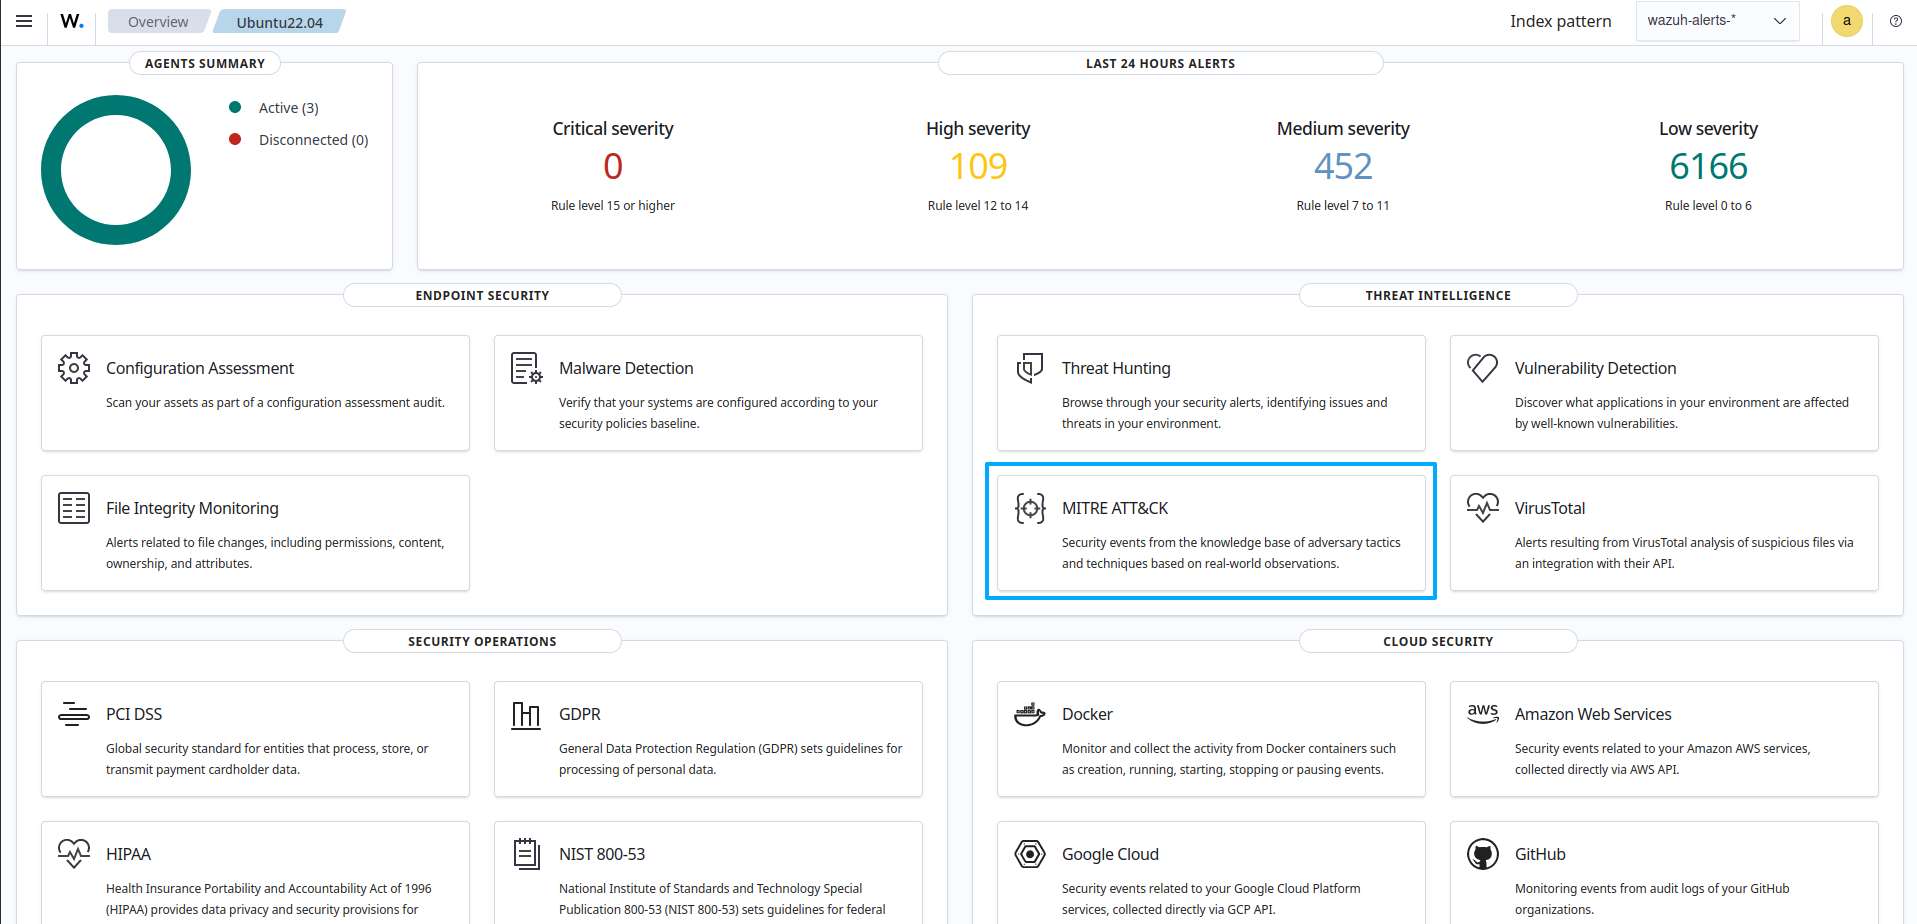 W.
Overview
Ubuntu22.04
Index pattern
wazuh-alerts-*
a
?
AGENTS SUMMARY
Active (3)
Disconnected (0)
LAST 24 HOURS ALERTS
Critical severity
0
Rule level 15 or higher
High severity
109
Rule level 12 to 14
Medium severity
452
Rule level 7 to 11
Low severity
6166
Rule level 0 to 6
ENDPOINT SECURITY
Configuration Assessment
Scan your assets as part of a configuration assessment audit.
Malware Detection
Verify that your systems are configured according to your
security policies baseline.
File Integrity Monitoring
Alerts related to file changes, including permissions, content,
ownership, and attributes.
THREAT INTELLIGENCE
Threat Hunting
Browse through your security alerts, identifying issues and
threats in your environment.
Vulnerability Detection
Discover what applications in your environment are affected
by well-known vulnerabilities.
MITRE ATT&CK
Security events from the knowledge base of adversary tactics
and techniques based on real-world observations.
VirusTotal
Alerts resulting from VirusTotal analysis of suspicious files via
an integration with their API.
SECURITY OPERATIONS
PCI DSS
Global security standard for entities that process, store, or
transmit payment cardholder data.
GDPR
General Data Protection Regulation (GDPR) sets guidelines for
processing of personal data.
HIPAA
Health Insurance Portability and Accountability Act of 1996
(HIPAA) provides data privacy and security provisions for
NIST 800-53
National Institute of Standards and Technology Special
Publication 800-53 (NIST 800-53) sets guidelines for federal
CLOUD SECURITY
Docker
Monitor and collect the activity from Docker containers such
as creation, running, starting, stopping or pausing events.
aws
Amazon Web Services
Security events related to your Amazon AWS services,
collected directly via AWS API.
Google Cloud
Security events related to your Google Cloud Platform
services, collected directly via GCP API.
GitHub
Monitoring events from audit logs of your GitHub
organizations.